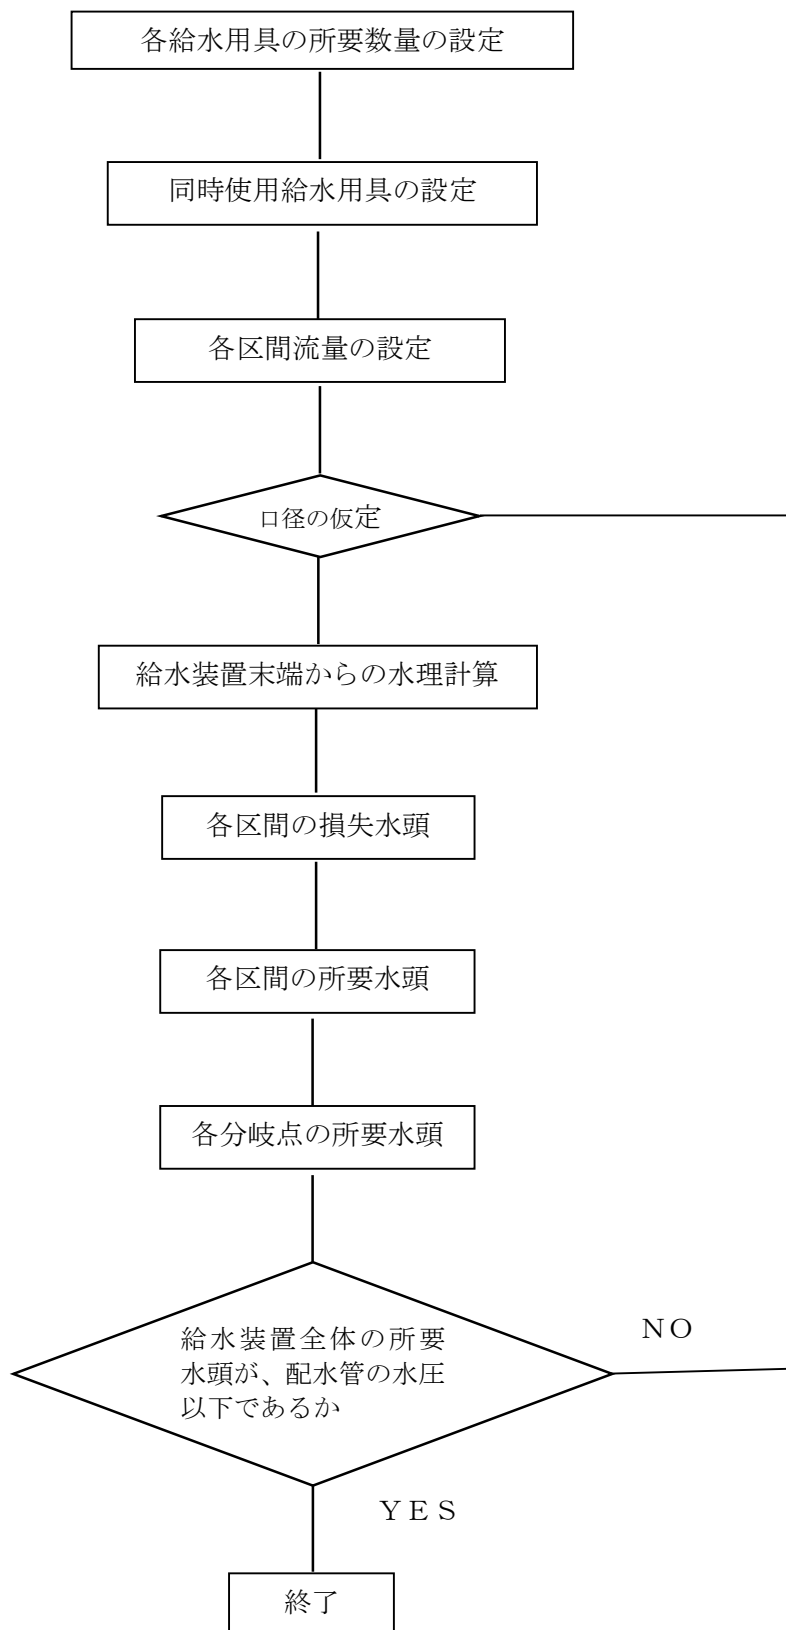 各給水用具の所要数量の設定
同時使用給水用具の設定
各区間流量の設定
口径の仮定
給水装置末端からの水理計算
各区間の損失水頭
各区間の所要水頭
各分岐点の所要水頭
給水装置全体の所要
水頭が、配水管の水圧
以下であるか
ＮＯ
ＹＥＳ
終了